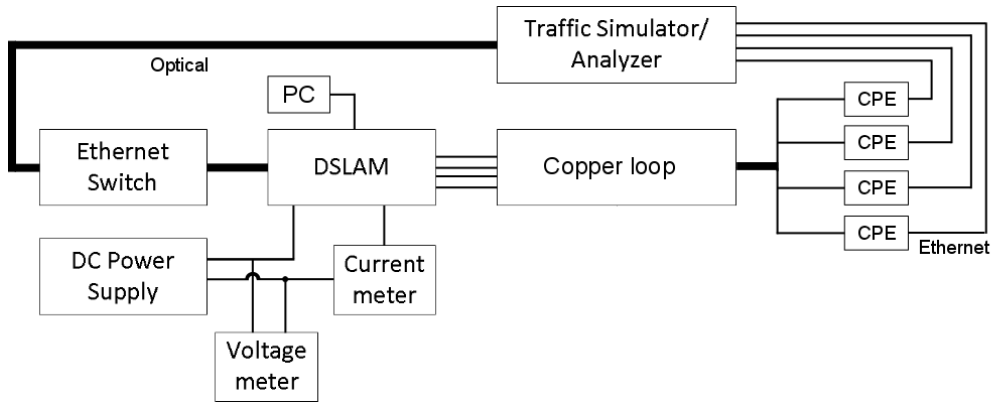 Traffic Simulator/
Analyzer
Optical
PC
CPE
Ethernet
Switch
DSLAM
Copper loop
CPE
CPE
CPE
Ethernet
DC Power
Supply
Current
meter
Voltage
meter